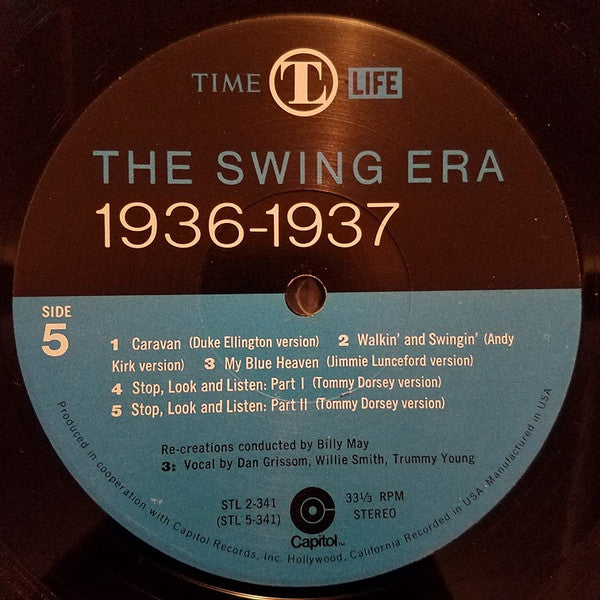 TIME TL LIFE
THE SWING ERA
1936-1937
SIDE
5
1 Caravan (Duke Ellington version) 2 Walkin' and Swingin' (Andy
Kirk version) 3 My Blue Heaven (Jimmie Lunceford version)
4 Stop, Look and Listen: Part I (Tommy Dorsey version)
5 Stop, Look and Listen: Part II (Tommy Dorsey version)
Re-creations conducted by Billy May
3: Vocal by Dan Grissom, Willie Smith, Trummy Young
STL 2-341
(STL 5-341)
33⅓ RPM
STEREO
Capitol™
Produced in cooperation with Capitol Records, Inc. Hollywood, California Recorded in USA. Manufactured in USA